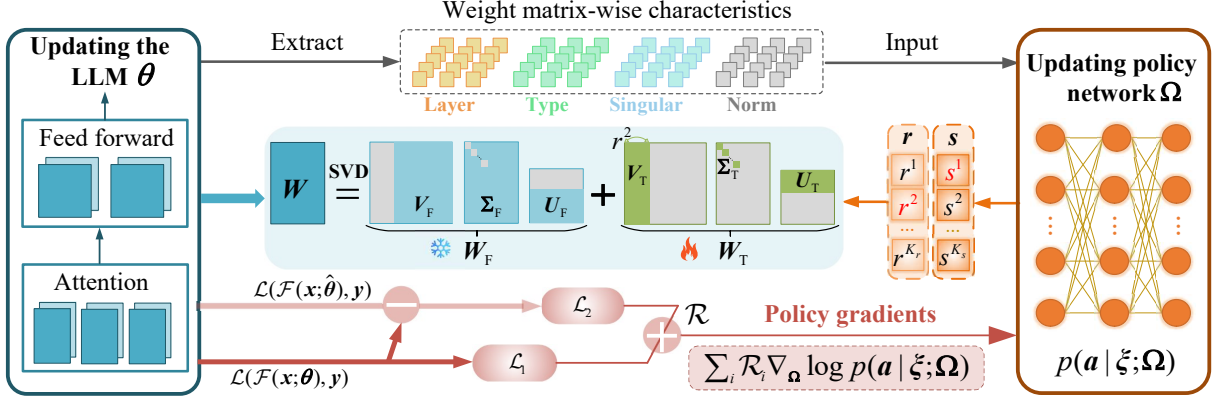 Weight matrix-wise characteristics
Updating the
LLM θ
Extract
Input
Layer
Type
Singular
Norm
Updating policy
network Ω
Feed forward
W
SVD
=
V_F
Σ_F
U_F
+
r²
V_T
Σ_T
U_T
W_F
W_T
r
s
r¹
s¹
r²
s²
...
...
r^{K_r}
s^{K_s}
Attention
ℒ(ℱ(x;θ̂), y)
ℒ₂
ℛ
ℒ(ℱ(x;θ), y)
ℒ₁
Policy gradients
∑_i ℛ_i ∇_Ω log p(a | ξ;Ω)
p(a | ξ;Ω)